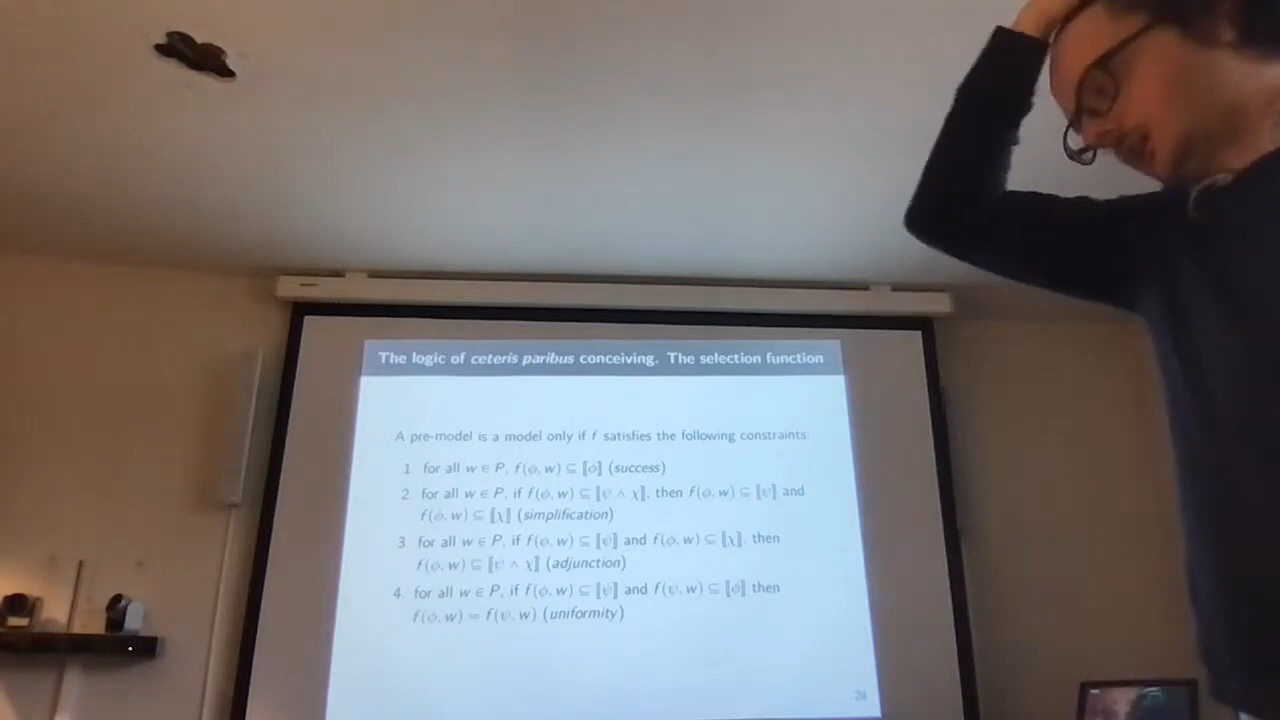 The logic of ceteris paribus conceiving. The selection function
A pre-model is a model only if f satisfies the following constraints:
1. for all w ∈ P, f(ϕ, w) ⊆ ⟦ϕ⟧ (success)
2. for all w ∈ P, if f(ϕ, w) ⊆ ⟦ψ ∧ χ⟧, then f(ϕ, w) ⊆ ⟦ψ⟧ and
f(ϕ, w) ⊆ ⟦χ⟧ (simplification)
3. for all w ∈ P, if f(ϕ, w) ⊆ ⟦ψ⟧ and f(ϕ, w) ⊆ ⟦χ⟧, then
f(ϕ, w) ⊆ ⟦ψ ∧ χ⟧ (adjunction)
4. for all w ∈ P, if f(ϕ, w) ⊆ ⟦ψ⟧ and f(ψ, w) ⊆ ⟦ϕ⟧ then
f(ϕ, w) = f(ψ, w) (uniformity)
28